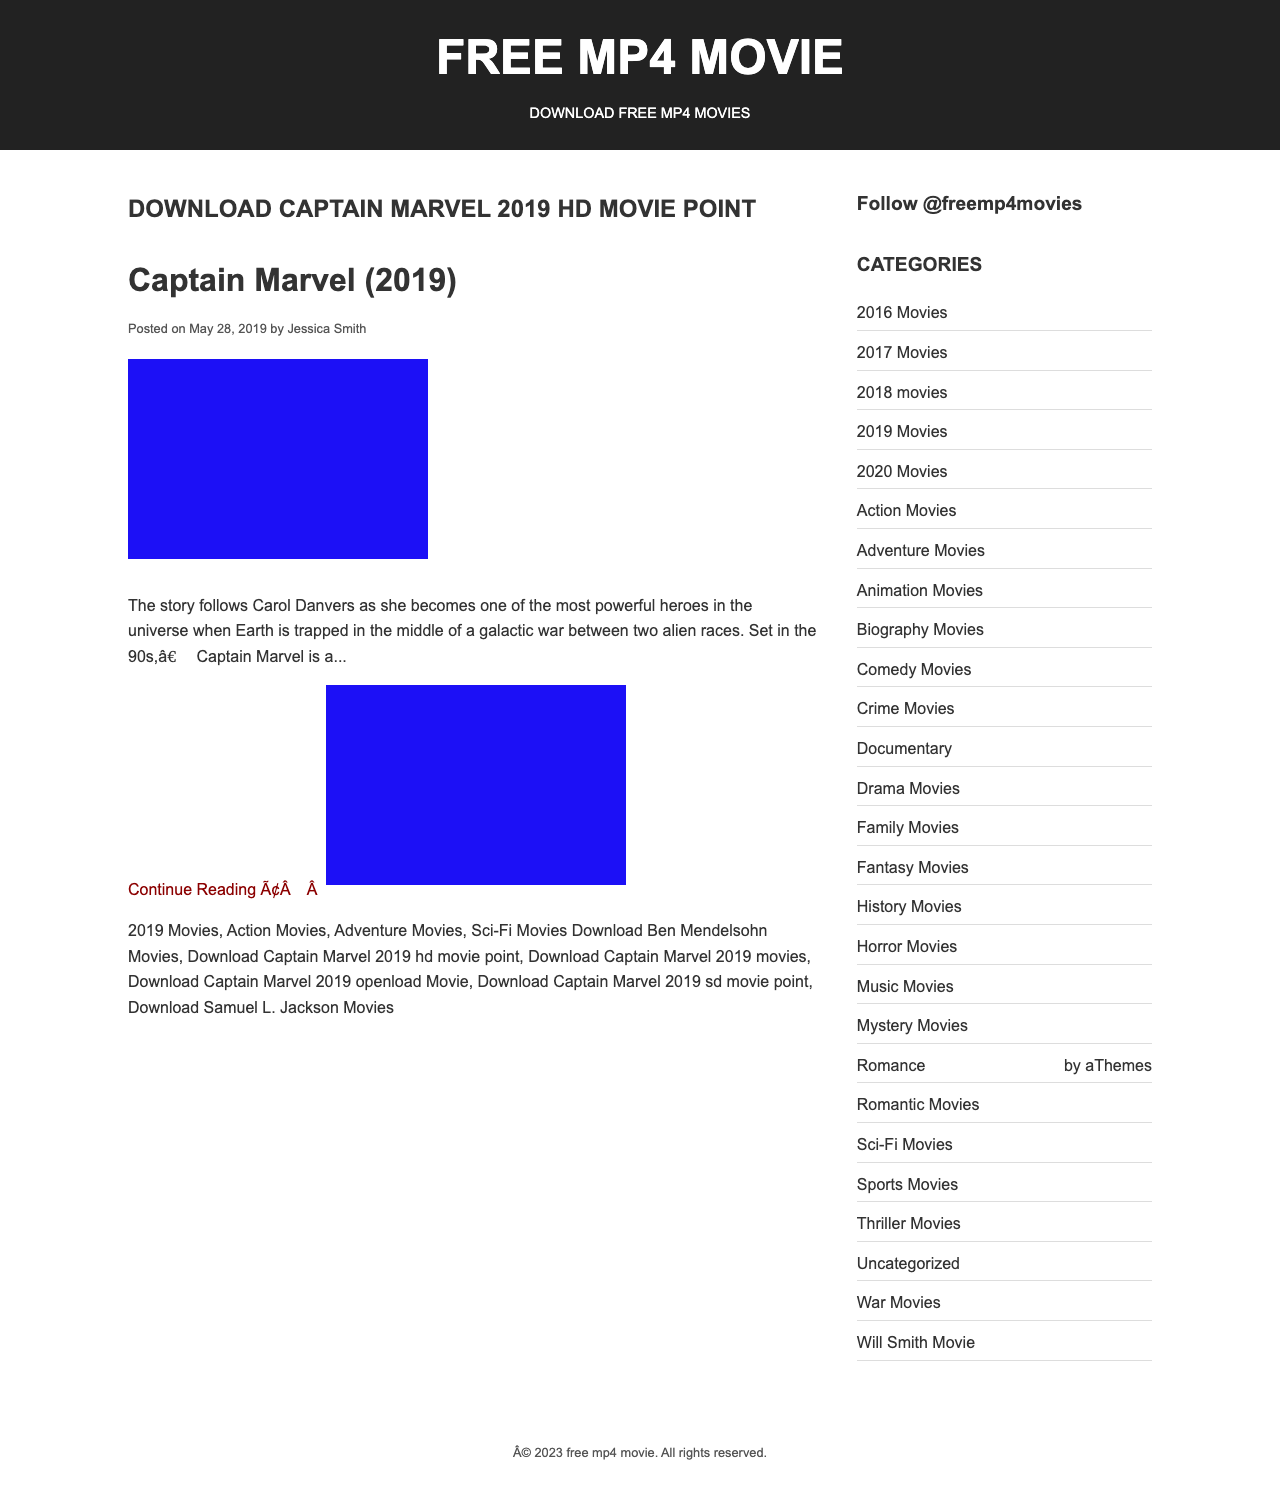 FREE MP4 MOVIE
DOWNLOAD FREE MP4 MOVIES
DOWNLOAD CAPTAIN MARVEL 2019 HD MOVIE POINT
Captain Marvel (2019)
Posted on May 28, 2019 by Jessica Smith
The story follows Carol Danvers as she becomes one of the most powerful heroes in the
universe when Earth is trapped in the middle of a galactic war between two alien races. Set in the
90s,â€ Captain Marvel is a...
Continue Reading Ã¢Â Â
2019 Movies, Action Movies, Adventure Movies, Sci-Fi Movies Download Ben Mendelsohn
Movies, Download Captain Marvel 2019 hd movie point, Download Captain Marvel 2019 movies,
Download Captain Marvel 2019 openload Movie, Download Captain Marvel 2019 sd movie point,
Download Samuel L. Jackson Movies
Follow @freemp4movies
CATEGORIES
2016 Movies
2017 Movies
2018 movies
2019 Movies
2020 Movies
Action Movies
Adventure Movies
Animation Movies
Biography Movies
Comedy Movies
Crime Movies
Documentary
Drama Movies
Family Movies
Fantasy Movies
History Movies
Horror Movies
Music Movies
Mystery Movies
Romance by aThemes
Romantic Movies
Sci-Fi Movies
Sports Movies
Thriller Movies
Uncategorized
War Movies
Will Smith Movie
Â© 2023 free mp4 movie. All rights reserved.